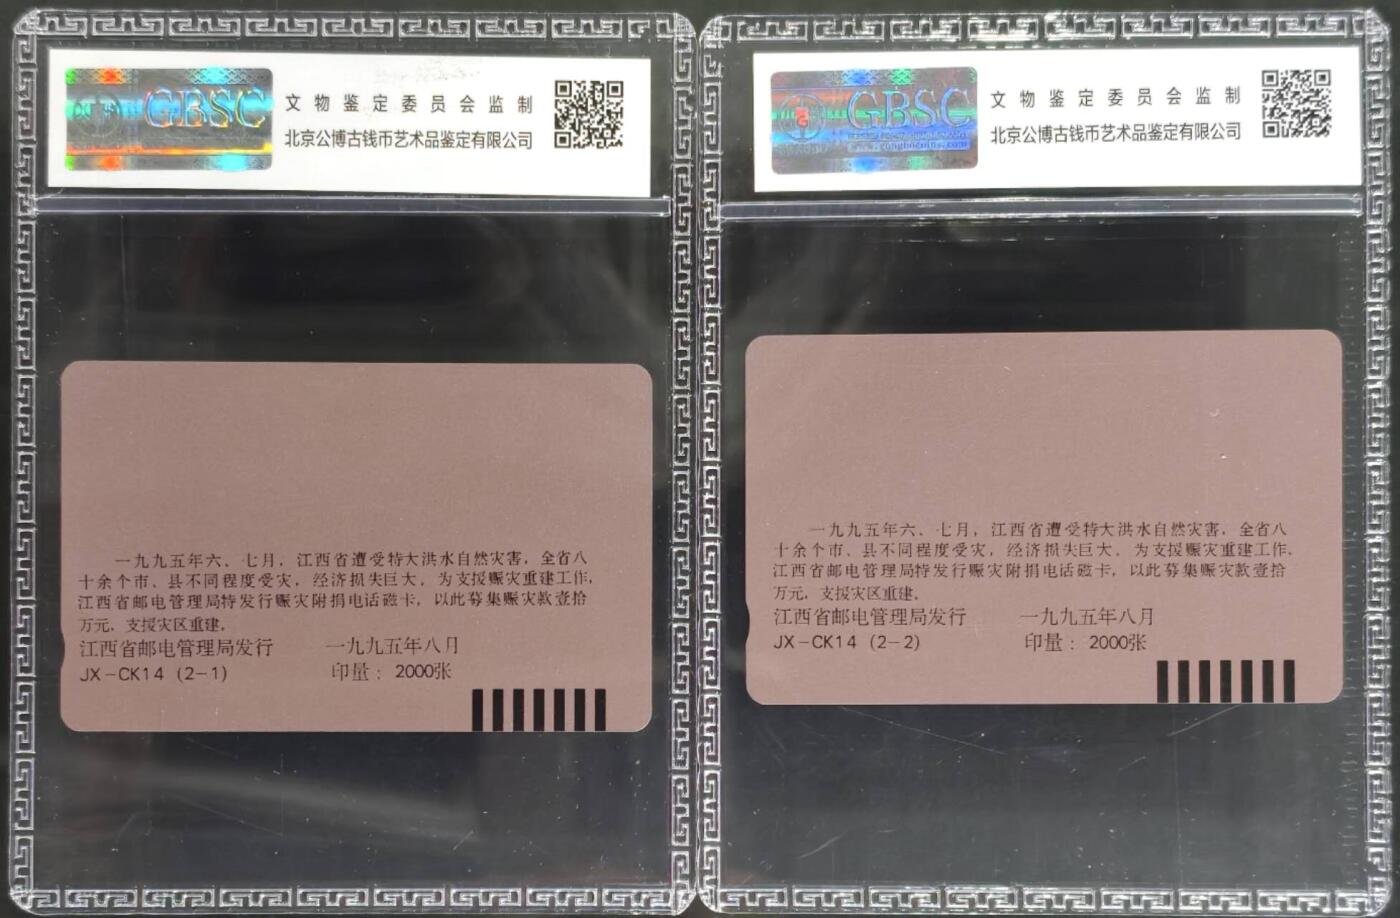 GBSC
文物鉴定委员会监制
北京公博古钱币艺术品鉴定有限公司
一九九五年六、七月，江西省遭受特大洪水自然灾害，全省八
十余个市、县不同程度受灾，经济损失巨大，为支援赈灾重建工作，
江西省邮电管理局特发行赈灾附捐电话磁卡，以此募集赈灾款壹拾
万元，支援灾区重建。
江西省邮电管理局发行 一九九五年八月
JX-CK14 (2-1) 印量： 2000张
GBSC
www.gongbocoins.com
文物鉴定委员会监制
北京公博古钱币艺术品鉴定有限公司
一九九五年六、七月，江西省遭受特大洪水自然灾害，全省八
十余个市、县不同程度受灾，经济损失巨大，为支援赈灾重建工作，
江西省邮电管理局特发行赈灾附捐电话磁卡，以此募集赈灾款壹拾
万元，支援灾区重建。
江西省邮电管理局发行 一九九五年八月
JX-CK14 (2-2) 印量： 2000张